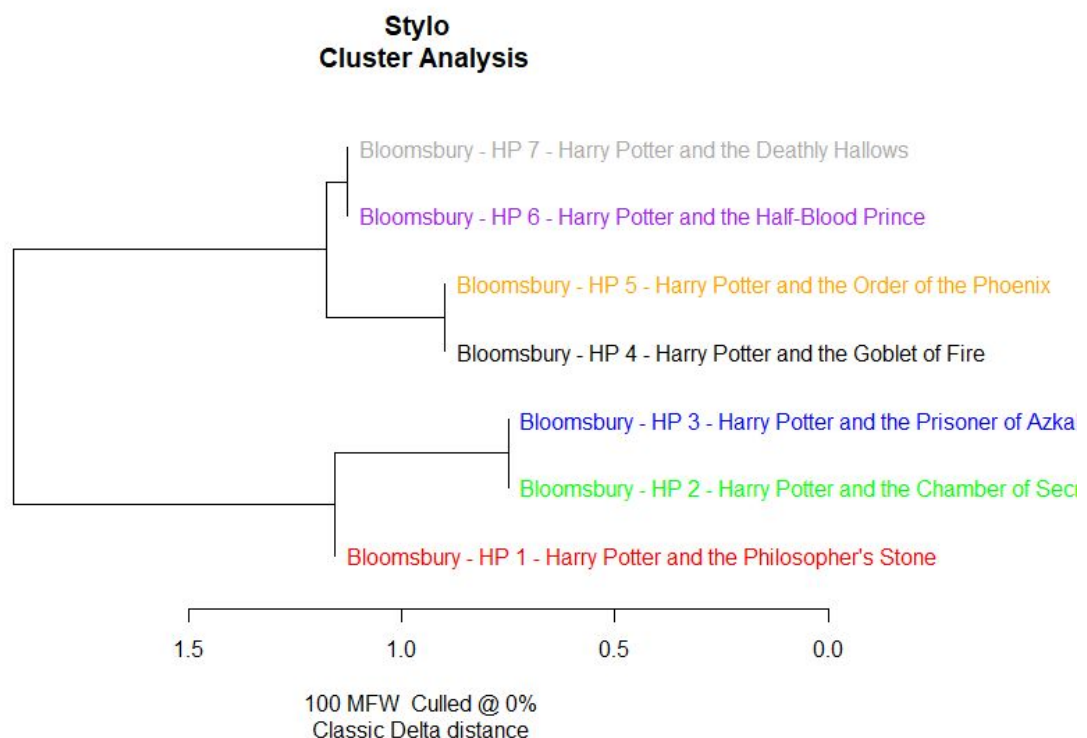 Stylo
Cluster Analysis
Bloomsbury - HP 7 - Harry Potter and the Deathly Hallows
Bloomsbury - HP 6 - Harry Potter and the Half-Blood Prince
Bloomsbury - HP 5 - Harry Potter and the Order of the Phoenix
Bloomsbury - HP 4 - Harry Potter and the Goblet of Fire
Bloomsbury - HP 3 - Harry Potter and the Prisoner of Azka
Bloomsbury - HP 2 - Harry Potter and the Chamber of Secr
Bloomsbury - HP 1 - Harry Potter and the Philosopher's Stone
1.5 1.0 0.5 0.0
100 MFW Culled @ 0%
Classic Delta distance